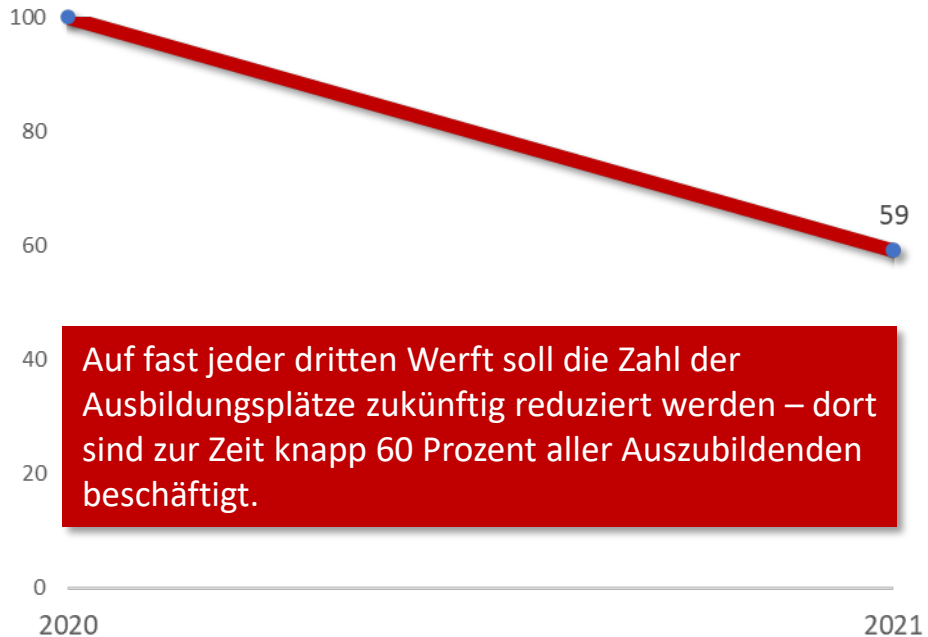 100
80
59
60
40
Auf fast jeder dritten Werft soll die Zahl der
Ausbildungsplätze zukünftig reduziert werden – dort
sind zur Zeit knapp 60 Prozent aller Auszubildenden
20
beschäftigt.
0
2020
2021